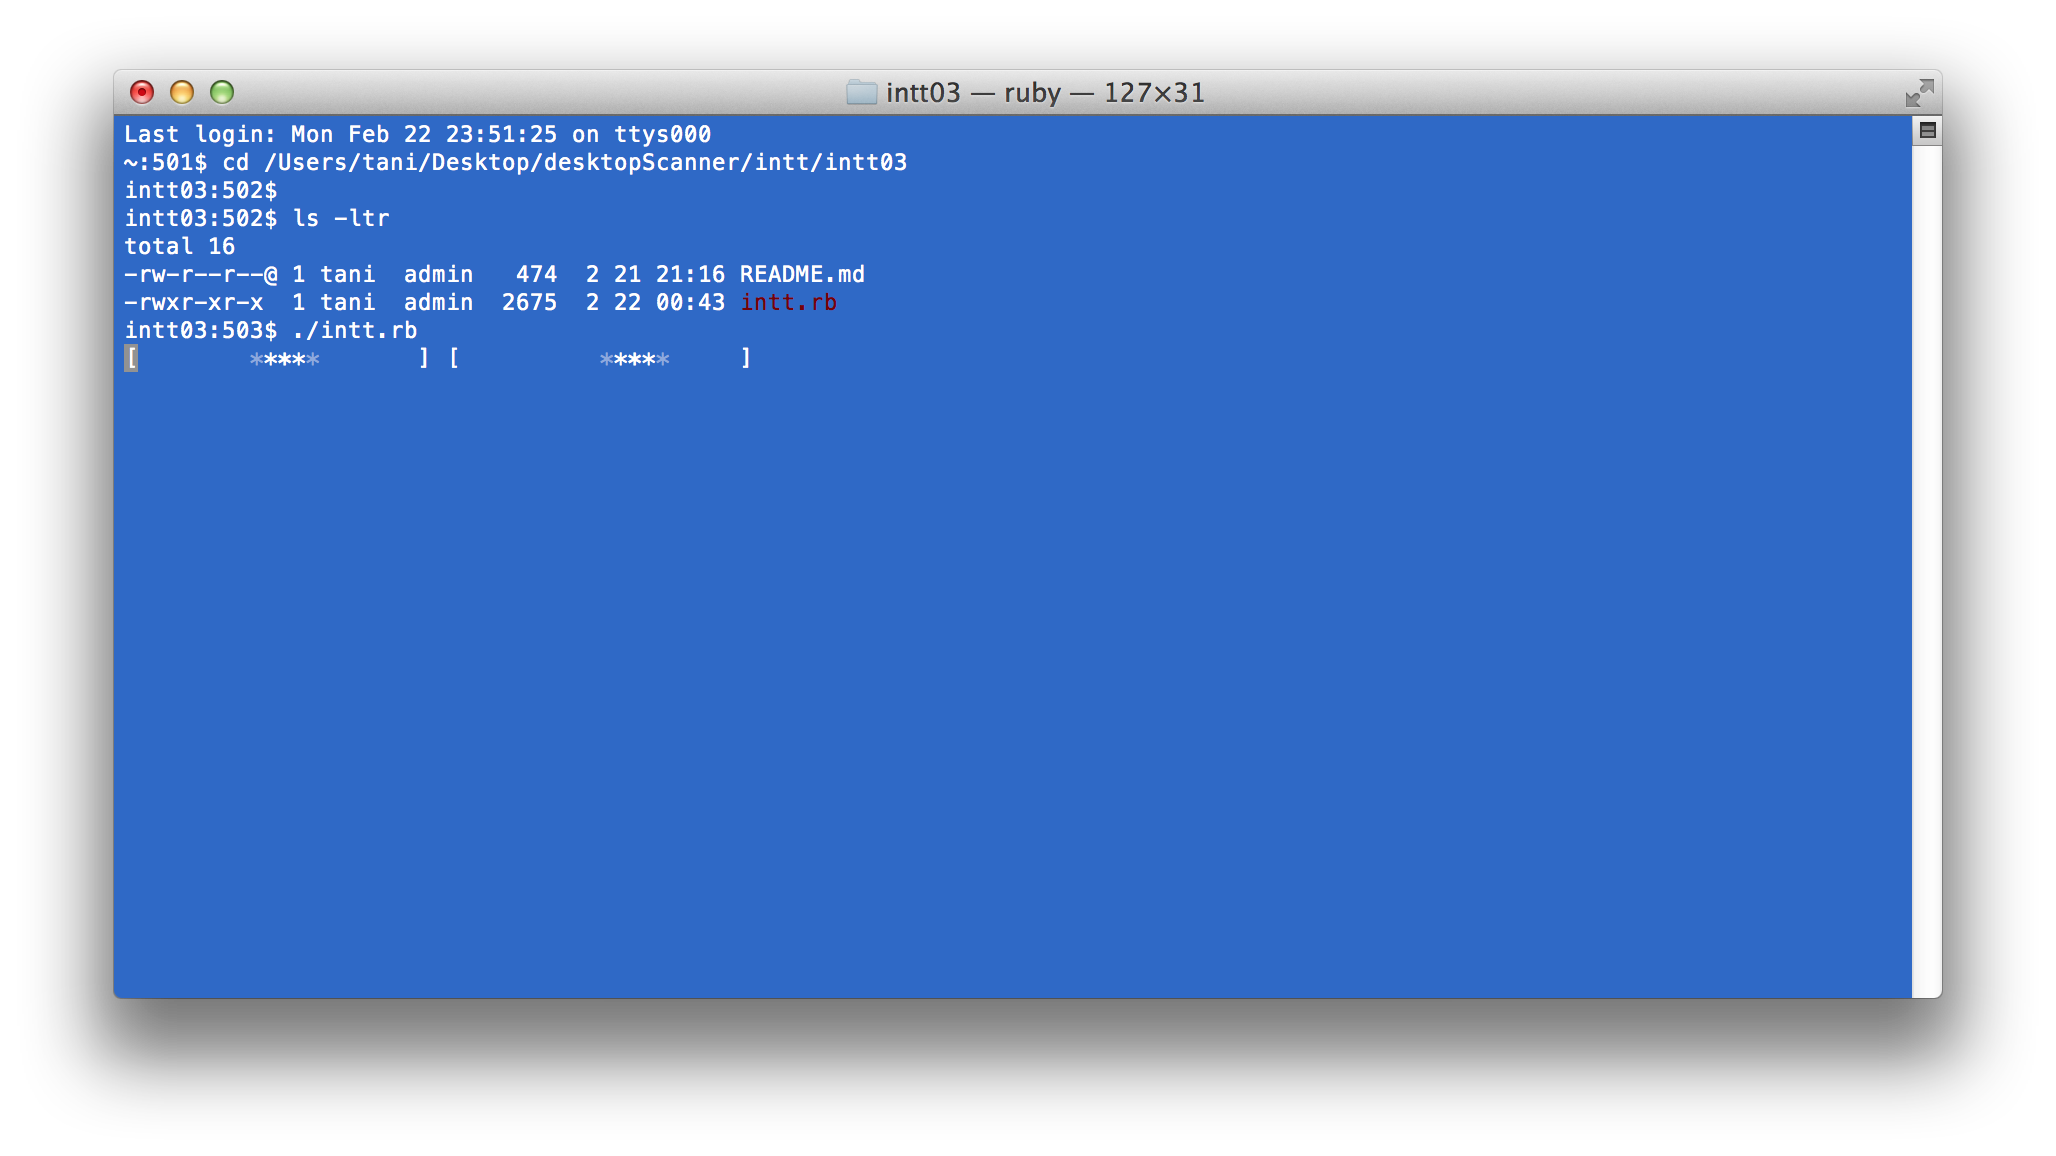 intt03 — ruby — 127×31
Last login: Mon Feb 22 23:51:25 on ttys000
~:501$ cd /Users/tani/Desktop/desktopScanner/intt/intt03
intt03:502$
intt03:502$ ls -ltr
total 16
-rw-r--r--@ 1 tani  admin   474  2 21 21:16 README.md
-rwxr-xr-x  1 tani  admin  2675  2 22 00:43 intt.rb
intt03:503$ ./intt.rb
[        *****       ] [          *****     ]